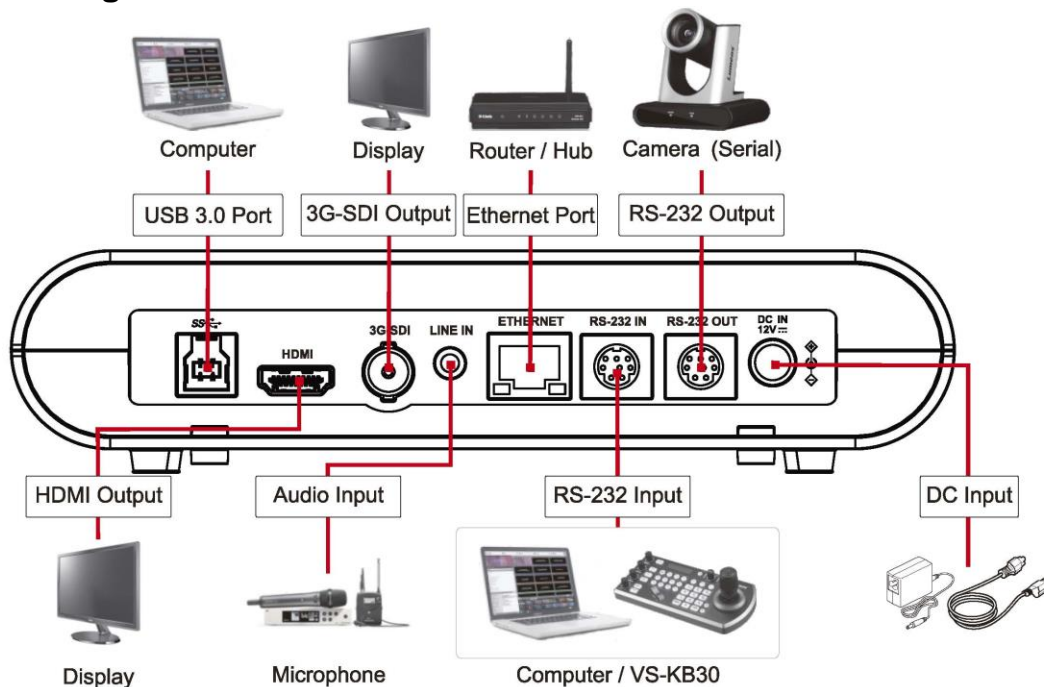 Computer
Display
Router / Hub
Camera (Serial)
USB 3.0 Port
3G-SDI Output
Ethernet Port
RS-232 Output
SS
HDMI
3G-SDI
LINE IN
ETHERNET
RS-232 IN
RS-232 OUT
DC IN
12V
HDMI Output
Audio Input
RS-232 Input
DC Input
Display
Microphone
Computer / VS-KB30